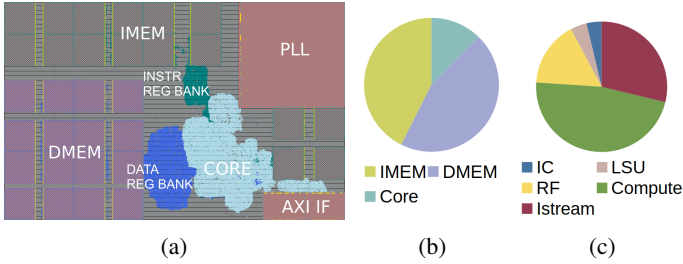 IMEM
PLL
INSTR
REG BANK
DMEM
DATA
REG BANK
CORE
AXI IF
(a)
IMEM DMEM
Core
(b)
IC LSU
RF Compute
Istream
(c)